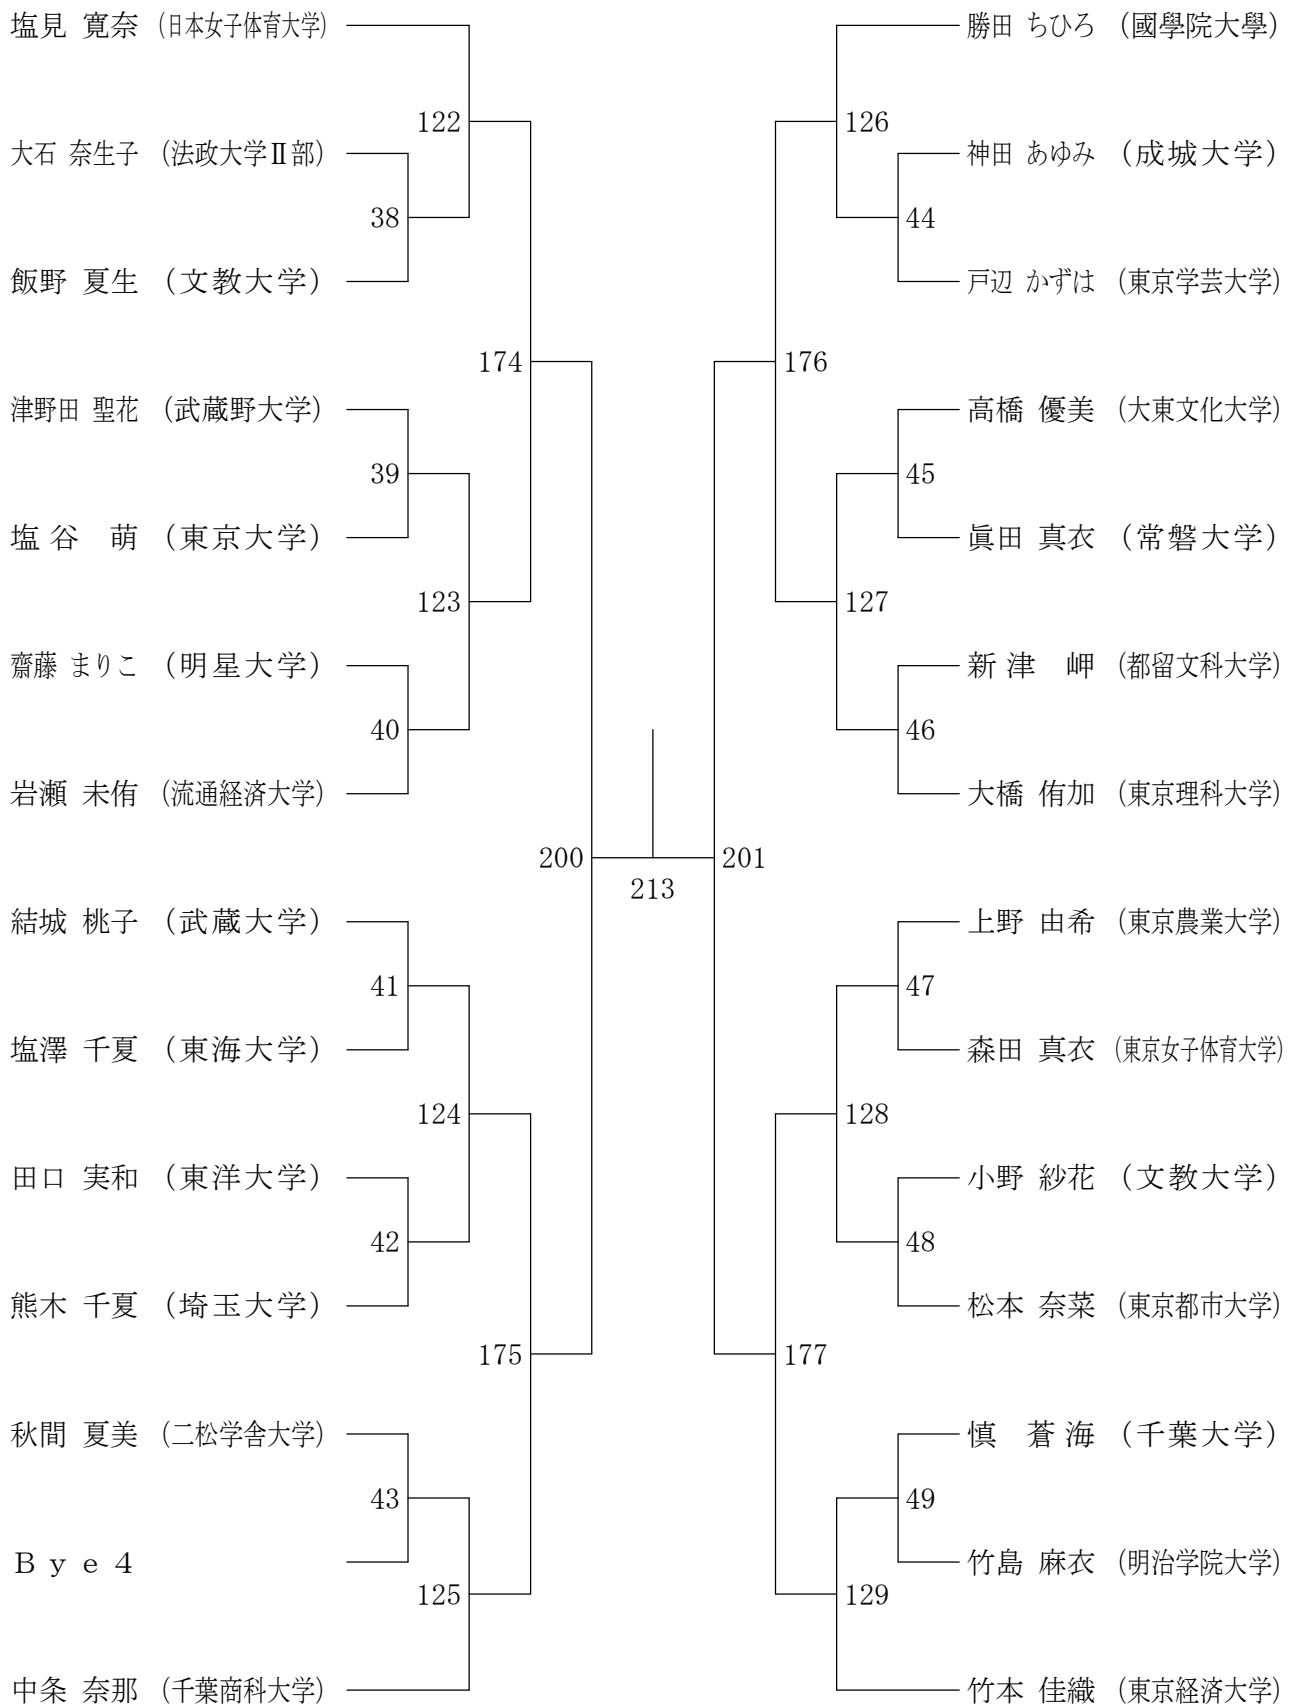 塩見 寛奈 (日本女子体育大学)
122
大石 奈生子 (法政大学Ⅱ部)
38
飯野 夏生 (文教大学)
174
津野田 聖花 (武蔵野大学)
39
塩谷 萌 (東京大学)
123
齋藤 まりこ (明星大学)
40
岩瀬 未侑 (流通経済大学)
200
結城 桃子 (武蔵大学)
41
塩澤 千夏 (東海大学)
124
田口 実和 (東洋大学)
42
熊木 千夏 (埼玉大学)
175
秋間 夏美 (二松学舎大学)
43
Bye4
125
中条 奈那 (千葉商科大学)
213
勝田 ちひろ (國學院大學)
126
神田 あゆみ (成城大学)
44
戸辺 かずは (東京学芸大学)
176
高橋 優美 (大東文化大学)
45
眞田 真衣 (常磐大学)
127
新津 岬 (都留文科大学)
46
大橋 侑加 (東京理科大学)
201
上野 由希 (東京農業大学)
47
森田 真衣 (東京女子体育大学)
128
小野 紗花 (文教大学)
48
松本 奈菜 (東京都市大学)
177
慎 蒼海 (千葉大学)
49
竹島 麻衣 (明治学院大学)
129
竹本 佳織 (東京経済大学)